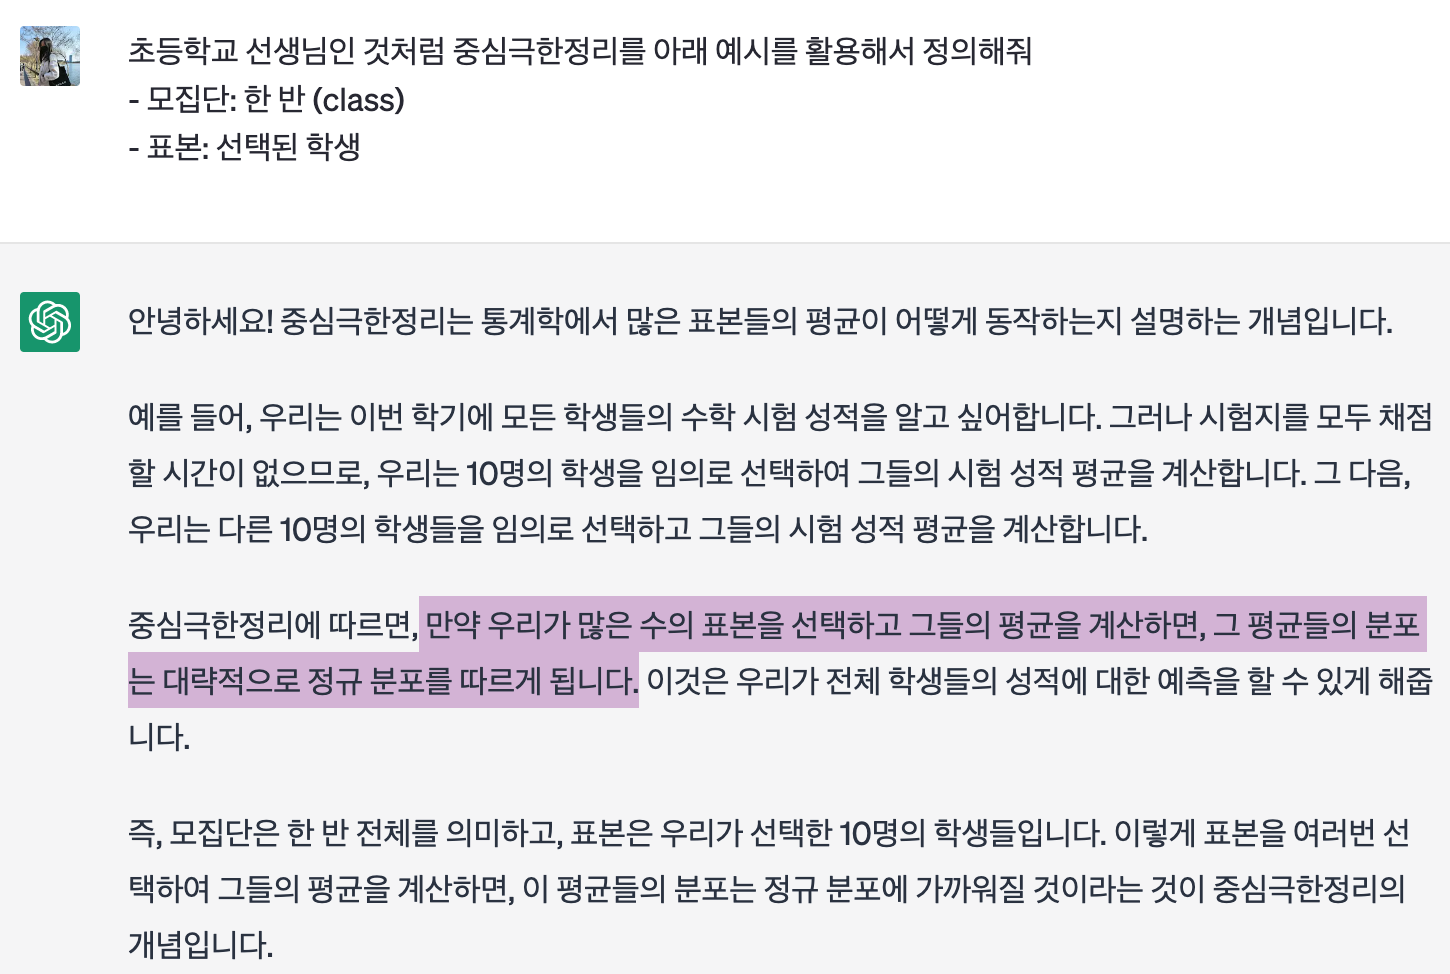 초등학교 선생님인 것처럼 중심극한정리를 아래 예시를 활용해서 정의해줘
- 모집단: 한 반 (class)
- 표본: 선택된 학생
안녕하세요! 중심극한정리는 통계학에서 많은 표본들의 평균이 어떻게 동작하는지 설명하는 개념입니다.
예를 들어, 우리는 이번 학기에 모든 학생들의 수학 시험 성적을 알고 싶어합니다. 그러나 시험지를 모두 채점
할 시간이 없으므로, 우리는 10명의 학생을 임의로 선택하여 그들의 시험 성적 평균을 계산합니다. 그 다음,
우리는 다른 10명의 학생들을 임의로 선택하고 그들의 시험 성적 평균을 계산합니다.
중심극한정리에 따르면, 만약 우리가 많은 수의 표본을 선택하고 그들의 평균을 계산하면, 그 평균들의 분포
는 대략적으로 정규 분포를 따르게 됩니다. 이것은 우리가 전체 학생들의 성적에 대한 예측을 할 수 있게 해줍
니다.
즉, 모집단은 한 반 전체를 의미하고, 표본은 우리가 선택한 10명의 학생들입니다. 이렇게 표본을 여러번 선
택하여 그들의 평균을 계산하면, 이 평균들의 분포는 정규 분포에 가까워질 것이라는 것이 중심극한정리의
개념입니다.